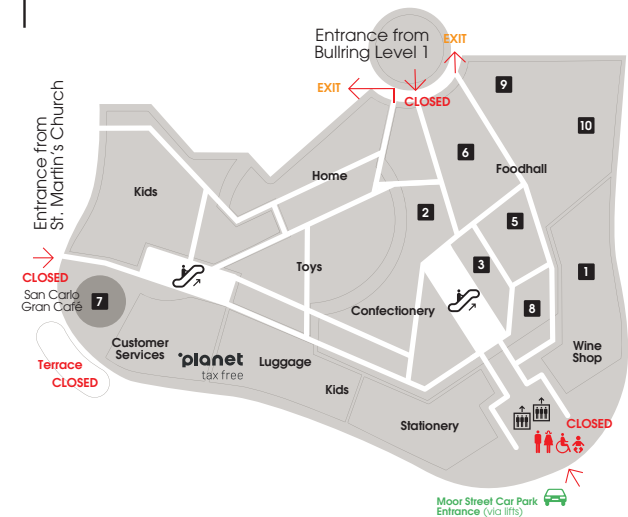 Entrance from
Bullring Level 1
EXIT
EXIT
CLOSED
9
10
6
Foodhall
Home
Kids
Entrance from
St. Martin's Church
2
5
Toys
3
1
CLOSED
San Carlo
Gran Café
7
Confectionery
8
Customer
Services
planet
tax free
Luggage
Wine
Shop
Terrace
CLOSED
Kids
Stationery
CLOSED
Moor Street Car Park
Entrance (via lifts)